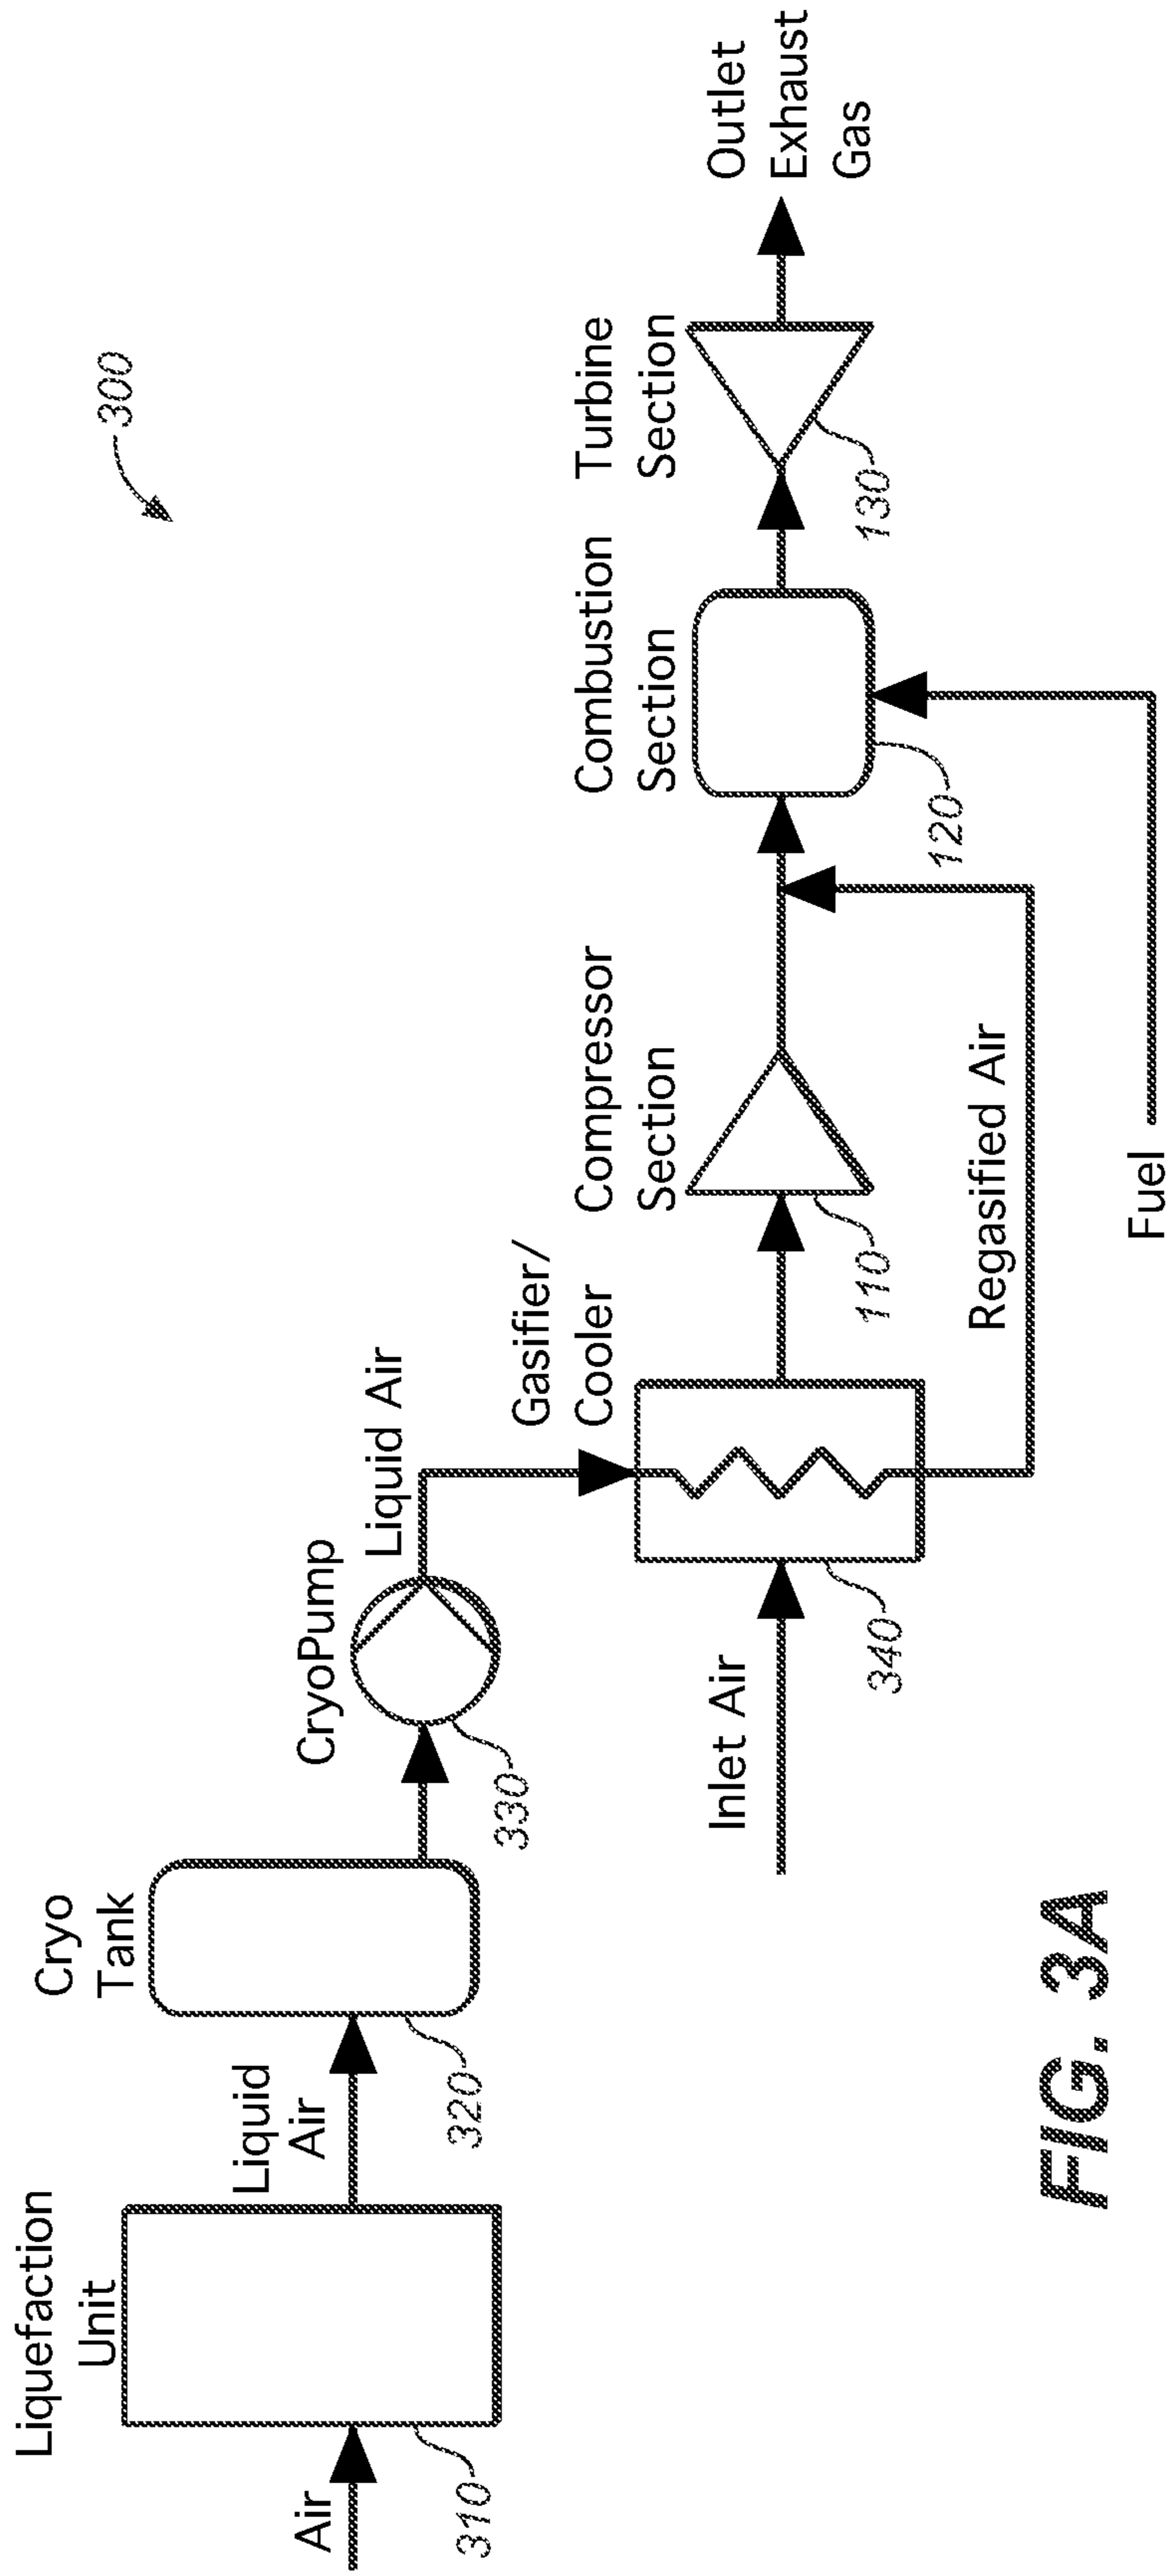 300
Liquefaction
Unit
Air
310
Liquid
Air
Cryo
Tank
320
CryoPump
330
Liquid Air
Gasifier/
Cooler
Inlet Air
340
Compressor
Section
110
Regasified Air
Combustion
Section
120
Fuel
Turbine
Section
130
Outlet
Exhaust
Gas
FIG. 3A